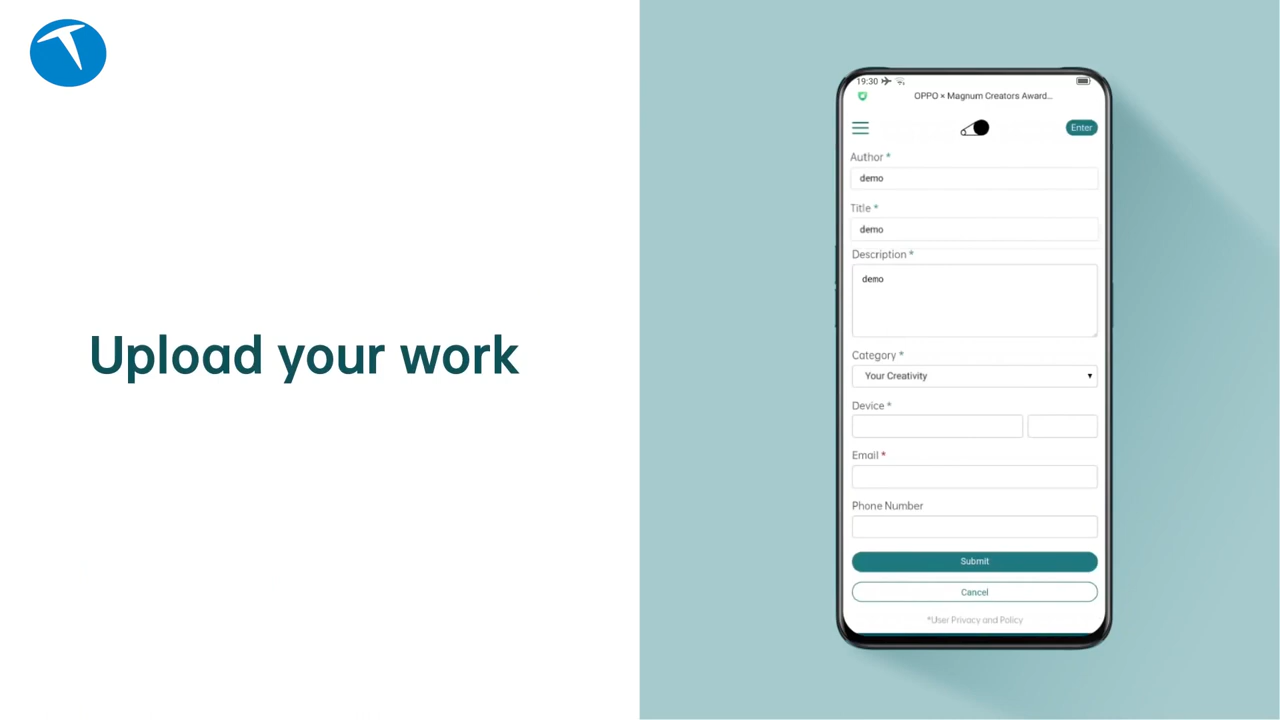 Upload your work
19:30
OPPO × Magnum Creators Award...
Enter
Author *
demo
Title *
demo
Description *
demo
Category *
Your Creativity
Device *
Email *
Phone Number
Submit
Cancel
*User Privacy and Policy